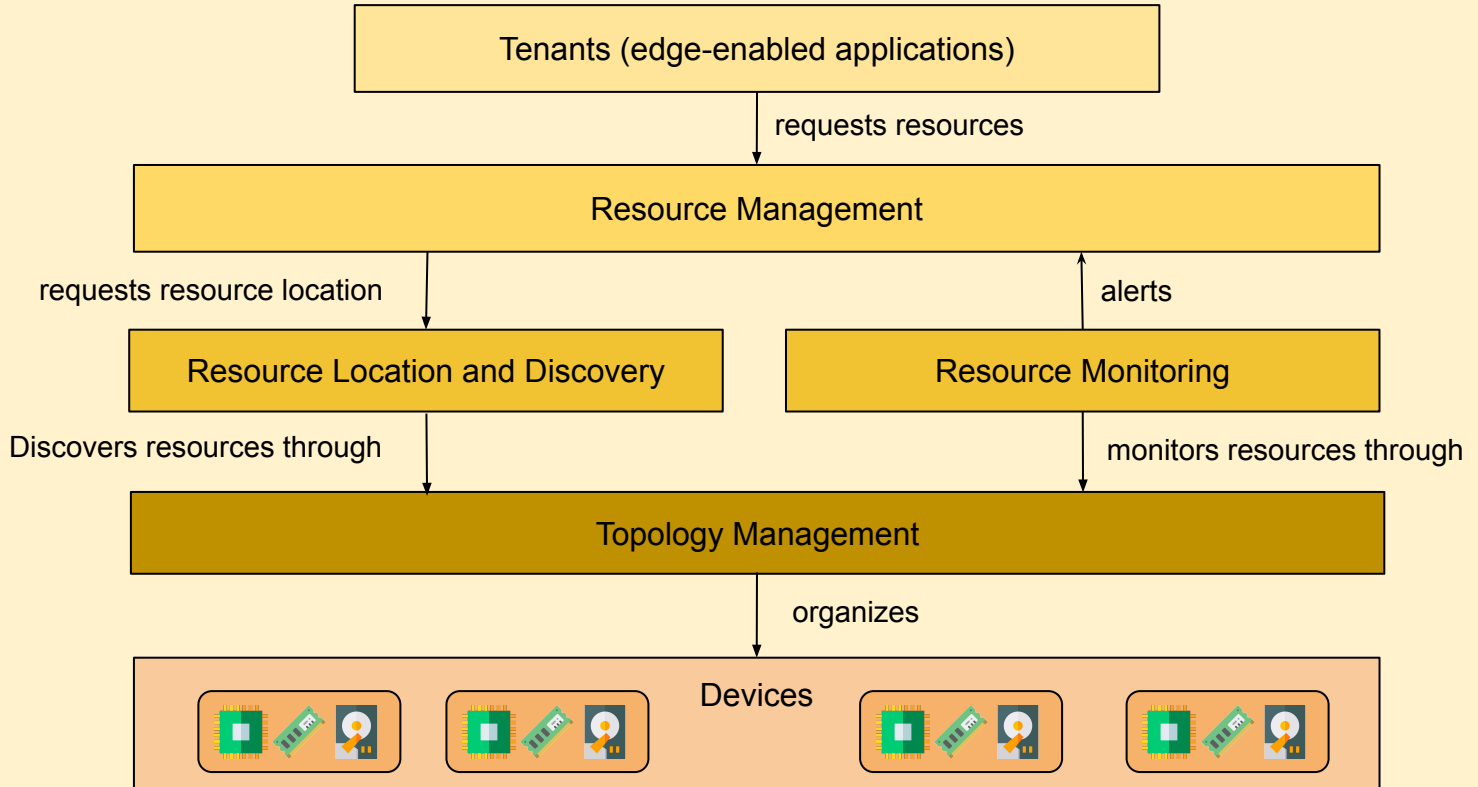 Tenants (edge-enabled applications)
requests resources
Resource Management
requests resource location
alerts
Resource Location and Discovery
Resource Monitoring
Discovers resources through
monitors resources through
Topology Management
organizes
Devices